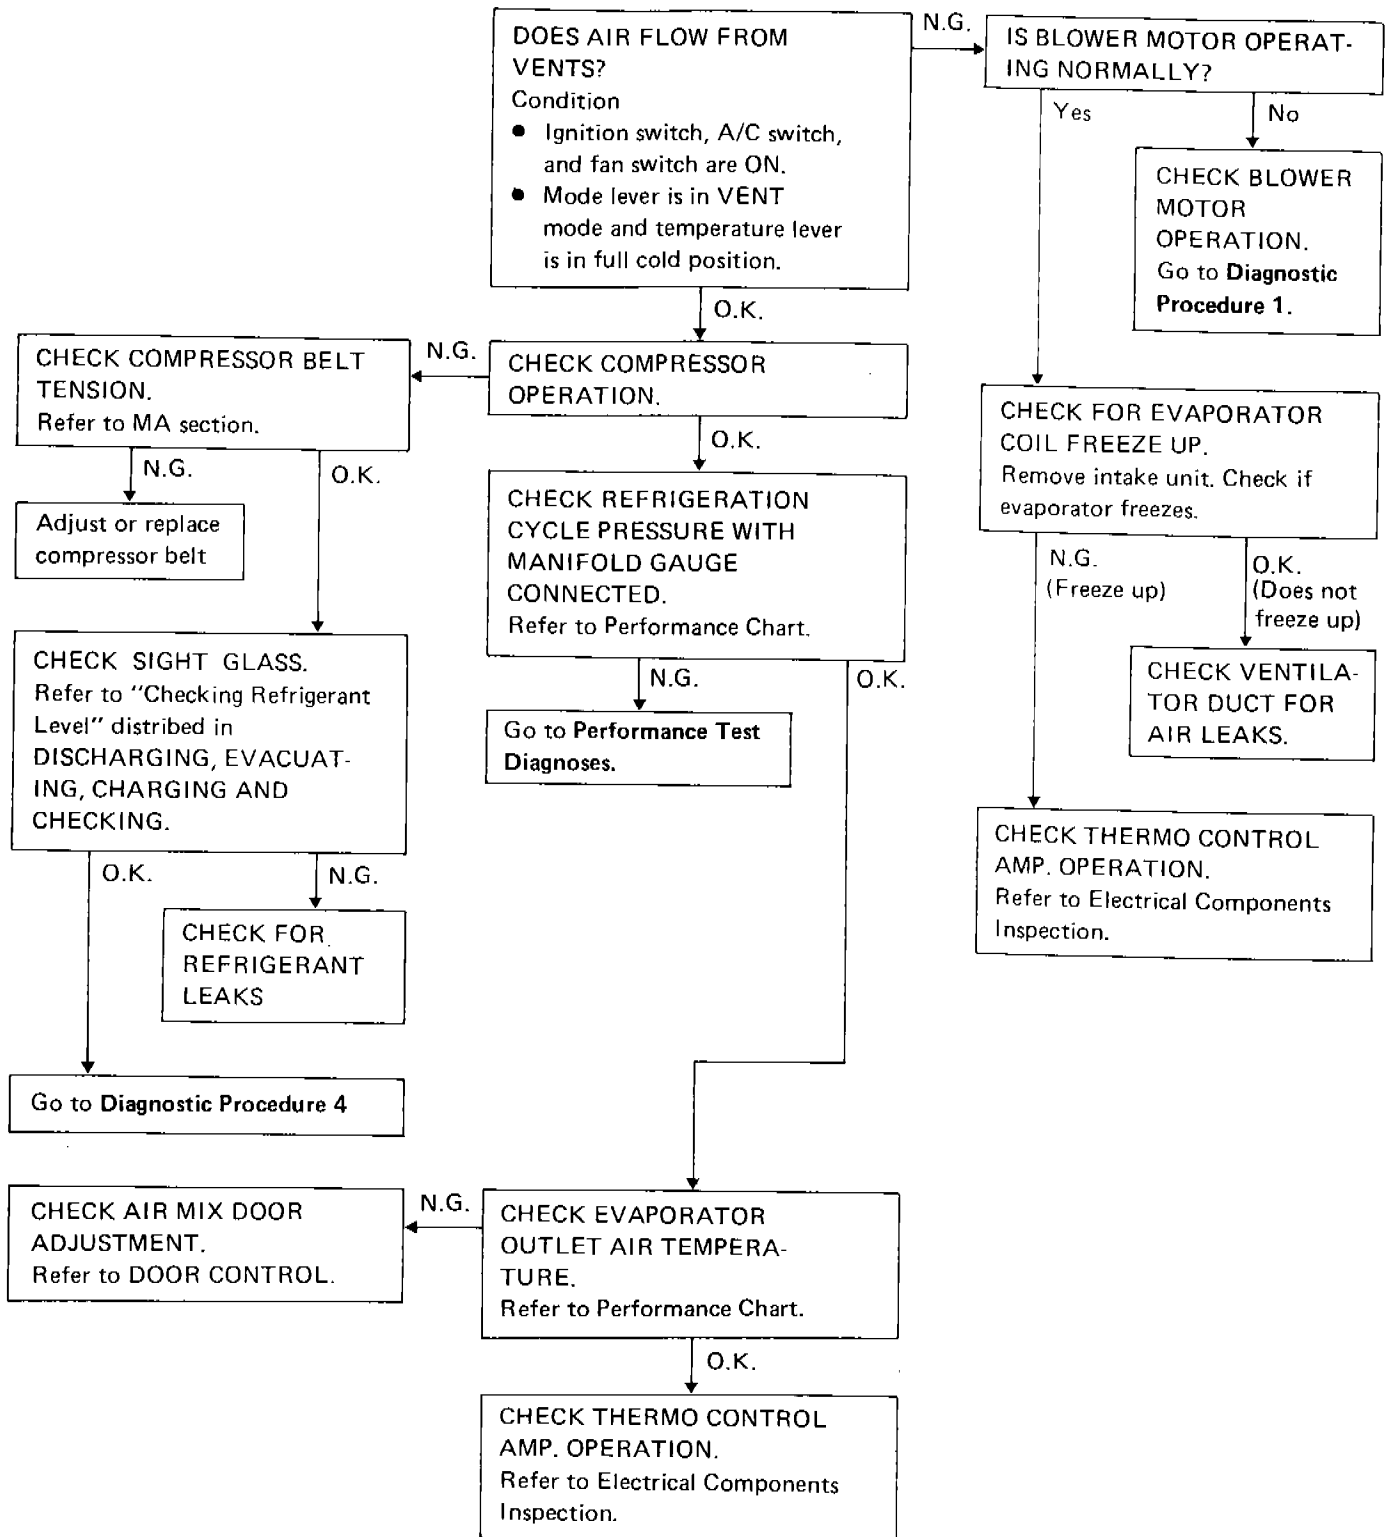 DOES AIR FLOW FROM
VENTS?
Condition
● Ignition switch, A/C switch,
and fan switch are ON.
● Mode lever is in VENT
mode and temperature lever
is in full cold position.
N.G.
IS BLOWER MOTOR OPERAT-
ING NORMALLY?
Yes
No
CHECK BLOWER
MOTOR
OPERATION.
Go to Diagnostic
Procedure 1.
O.K.
CHECK COMPRESSOR
OPERATION.
N.G.
CHECK COMPRESSOR BELT
TENSION.
Refer to MA section.
N.G.
O.K.
Adjust or replace
compressor belt
O.K.
CHECK REFRIGERATION
CYCLE PRESSURE WITH
MANIFOLD GAUGE
CONNECTED.
Refer to Performance Chart.
N.G.
O.K.
Go to Performance Test
Diagnoses.
CHECK FOR EVAPORATOR
COIL FREEZE UP.
Remove intake unit. Check if
evaporator freezes.
N.G.
(Freeze up)
O.K.
(Does not
freeze up)
CHECK VENTILA-
TOR DUCT FOR
AIR LEAKS.
CHECK THERMO CONTROL
AMP. OPERATION.
Refer to Electrical Components
Inspection.
CHECK SIGHT GLASS.
Refer to "Checking Refrigerant
Level" distribed in
DISCHARGING, EVACUAT-
ING, CHARGING AND
CHECKING.
O.K.
N.G.
CHECK FOR
REFRIGERANT
LEAKS
Go to Diagnostic Procedure 4
CHECK AIR MIX DOOR
ADJUSTMENT.
Refer to DOOR CONTROL.
N.G.
CHECK EVAPORATOR
OUTLET AIR TEMPERA-
TURE.
Refer to Performance Chart.
O.K.
CHECK THERMO CONTROL
AMP. OPERATION.
Refer to Electrical Components
Inspection.